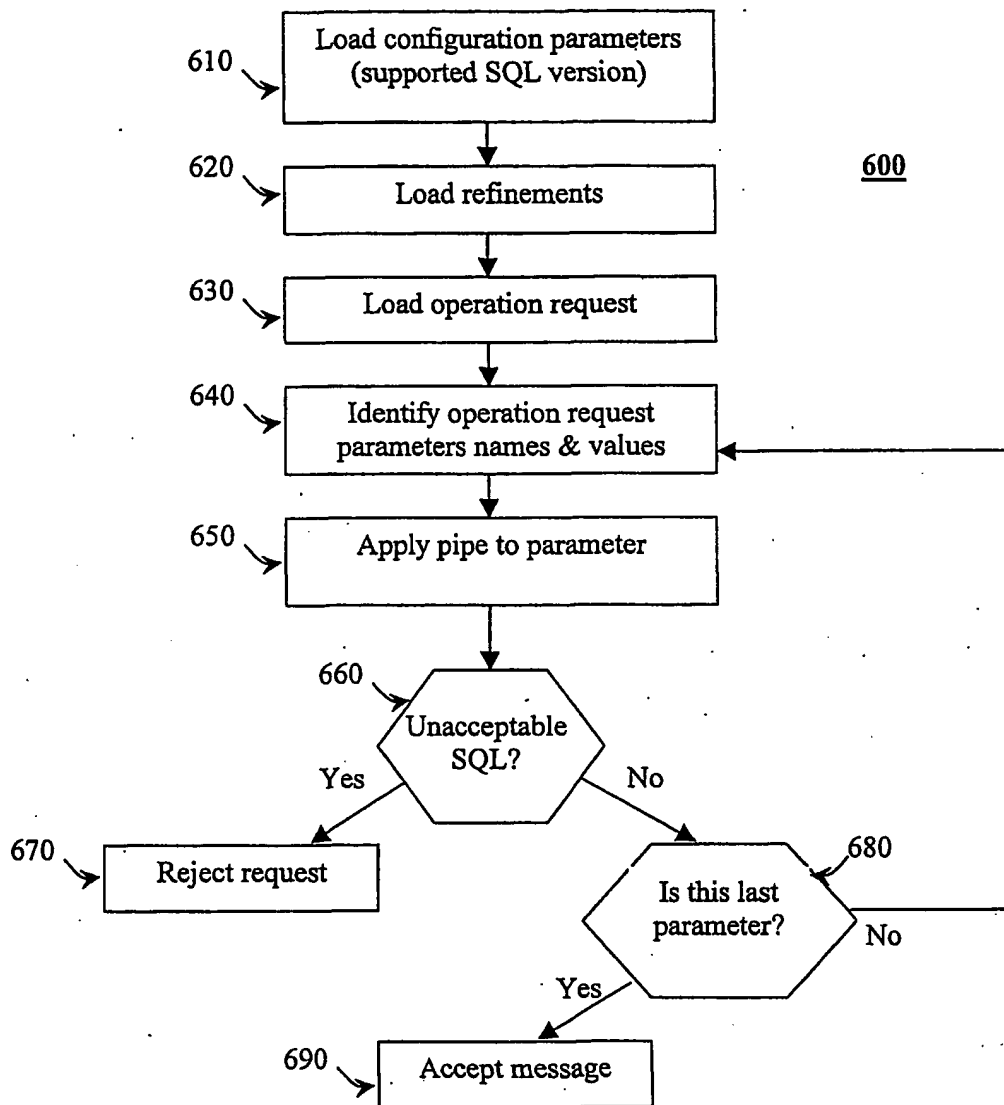 610
Load configuration parameters
(supported SQL version)
600
620
Load refinements
630
Load operation request
640
Identify operation request
parameters names & values
650
Apply pipe to parameter
660
Unacceptable
SQL?
Yes
No
670
Reject request
680
Is this last
parameter?
No
Yes
690
Accept message